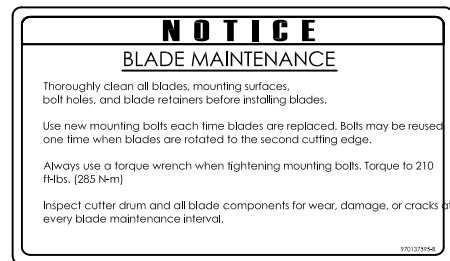 NOTICE
BLADE MAINTENANCE
Thoroughly clean all blades, mounting surfaces,
bolt holes, and blade retainers before installing blades.
Use new mounting bolts each time blades are replaced. Bolts may be reused
one time when blades are rotated to the second cutting edge.
Always use a torque wrench when tightening mounting bolts. Torque to 210
ft-lbs. (285 N-m)
Inspect cutter drum and all blade components for wear, damage, or cracks at
every blade maintenance interval.